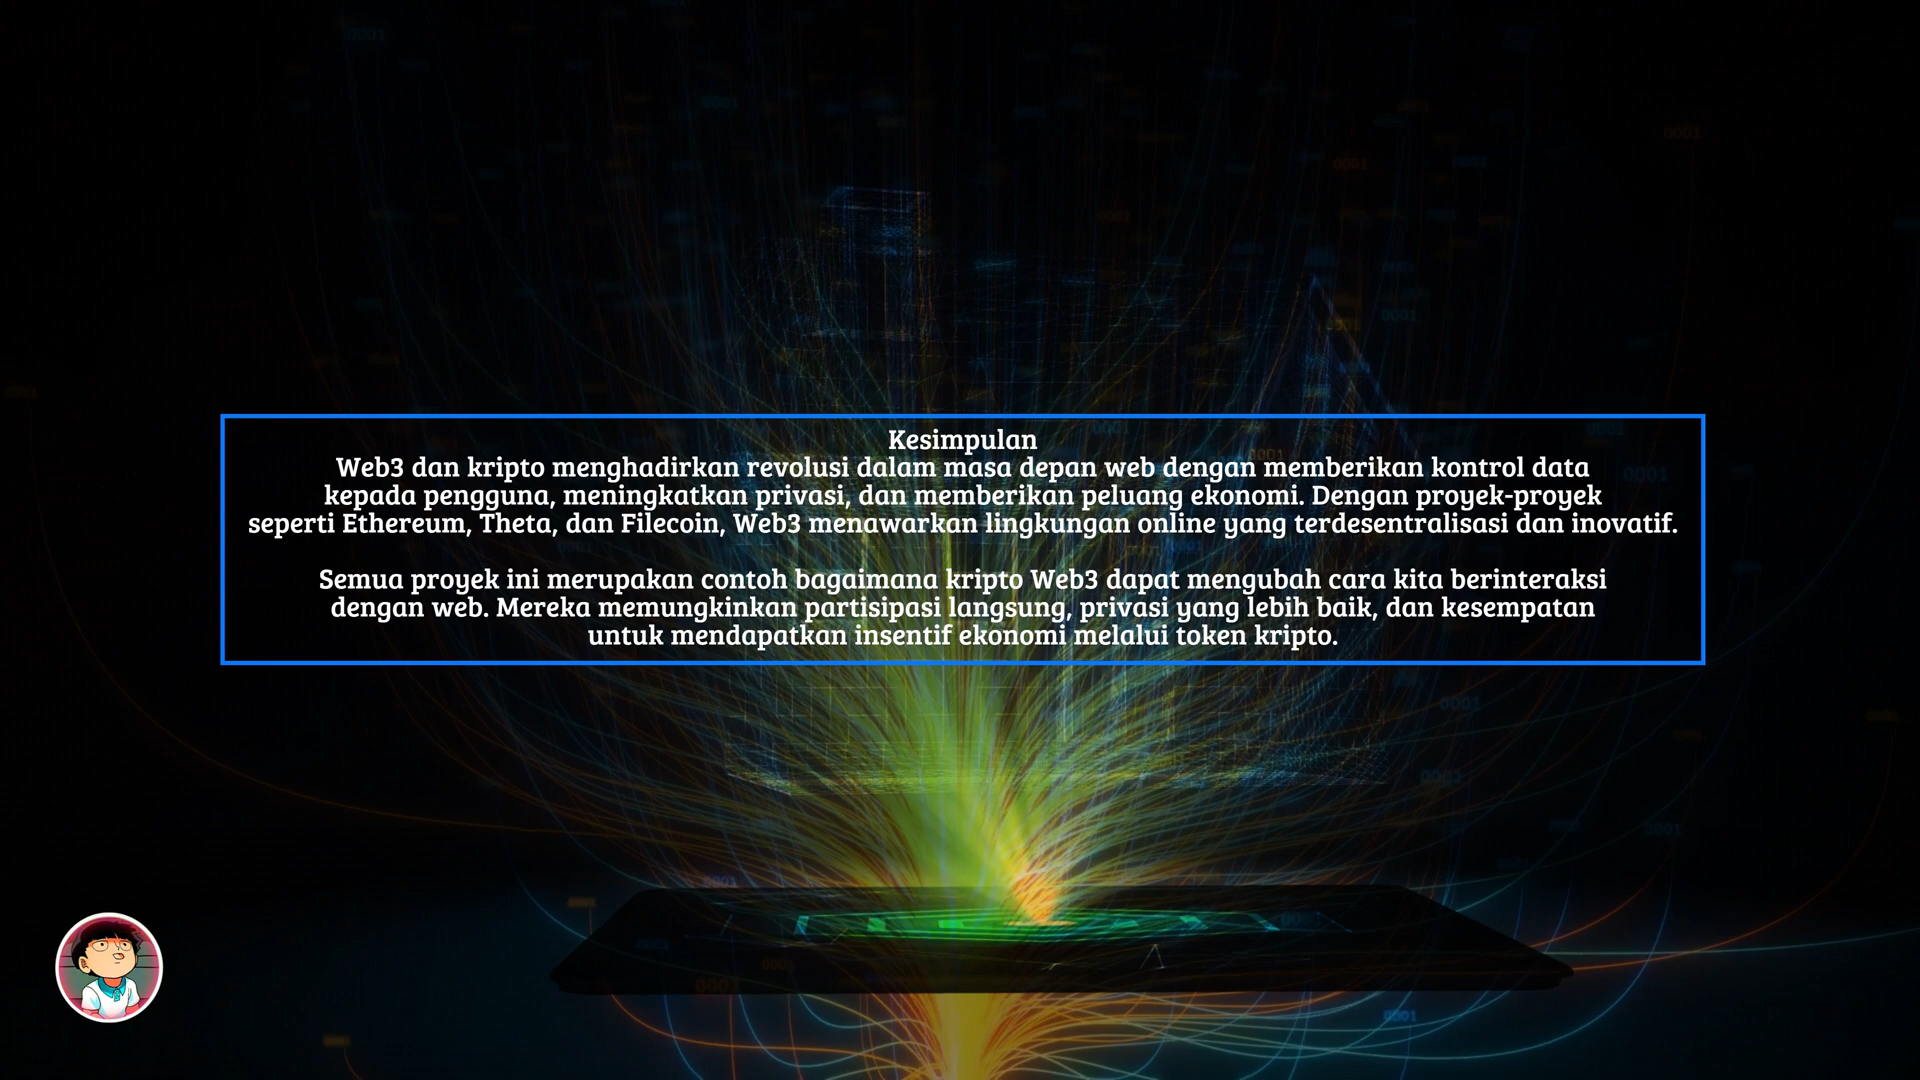 Kesimpulan
Web3 dan kripto menghadirkan revolusi dalam masa depan web dengan memberikan kontrol data
kepada pengguna, meningkatkan privasi, dan memberikan peluang ekonomi. Dengan proyek-proyek
seperti Ethereum, Theta, dan Filecoin, Web3 menawarkan lingkungan online yang terdesentralisasi dan inovatif.
Semua proyek ini merupakan contoh bagaimana kripto Web3 dapat mengubah cara kita berinteraksi
dengan web. Mereka memungkinkan partisipasi langsung, privasi yang lebih baik, dan kesempatan
untuk mendapatkan insentif ekonomi melalui token kripto.